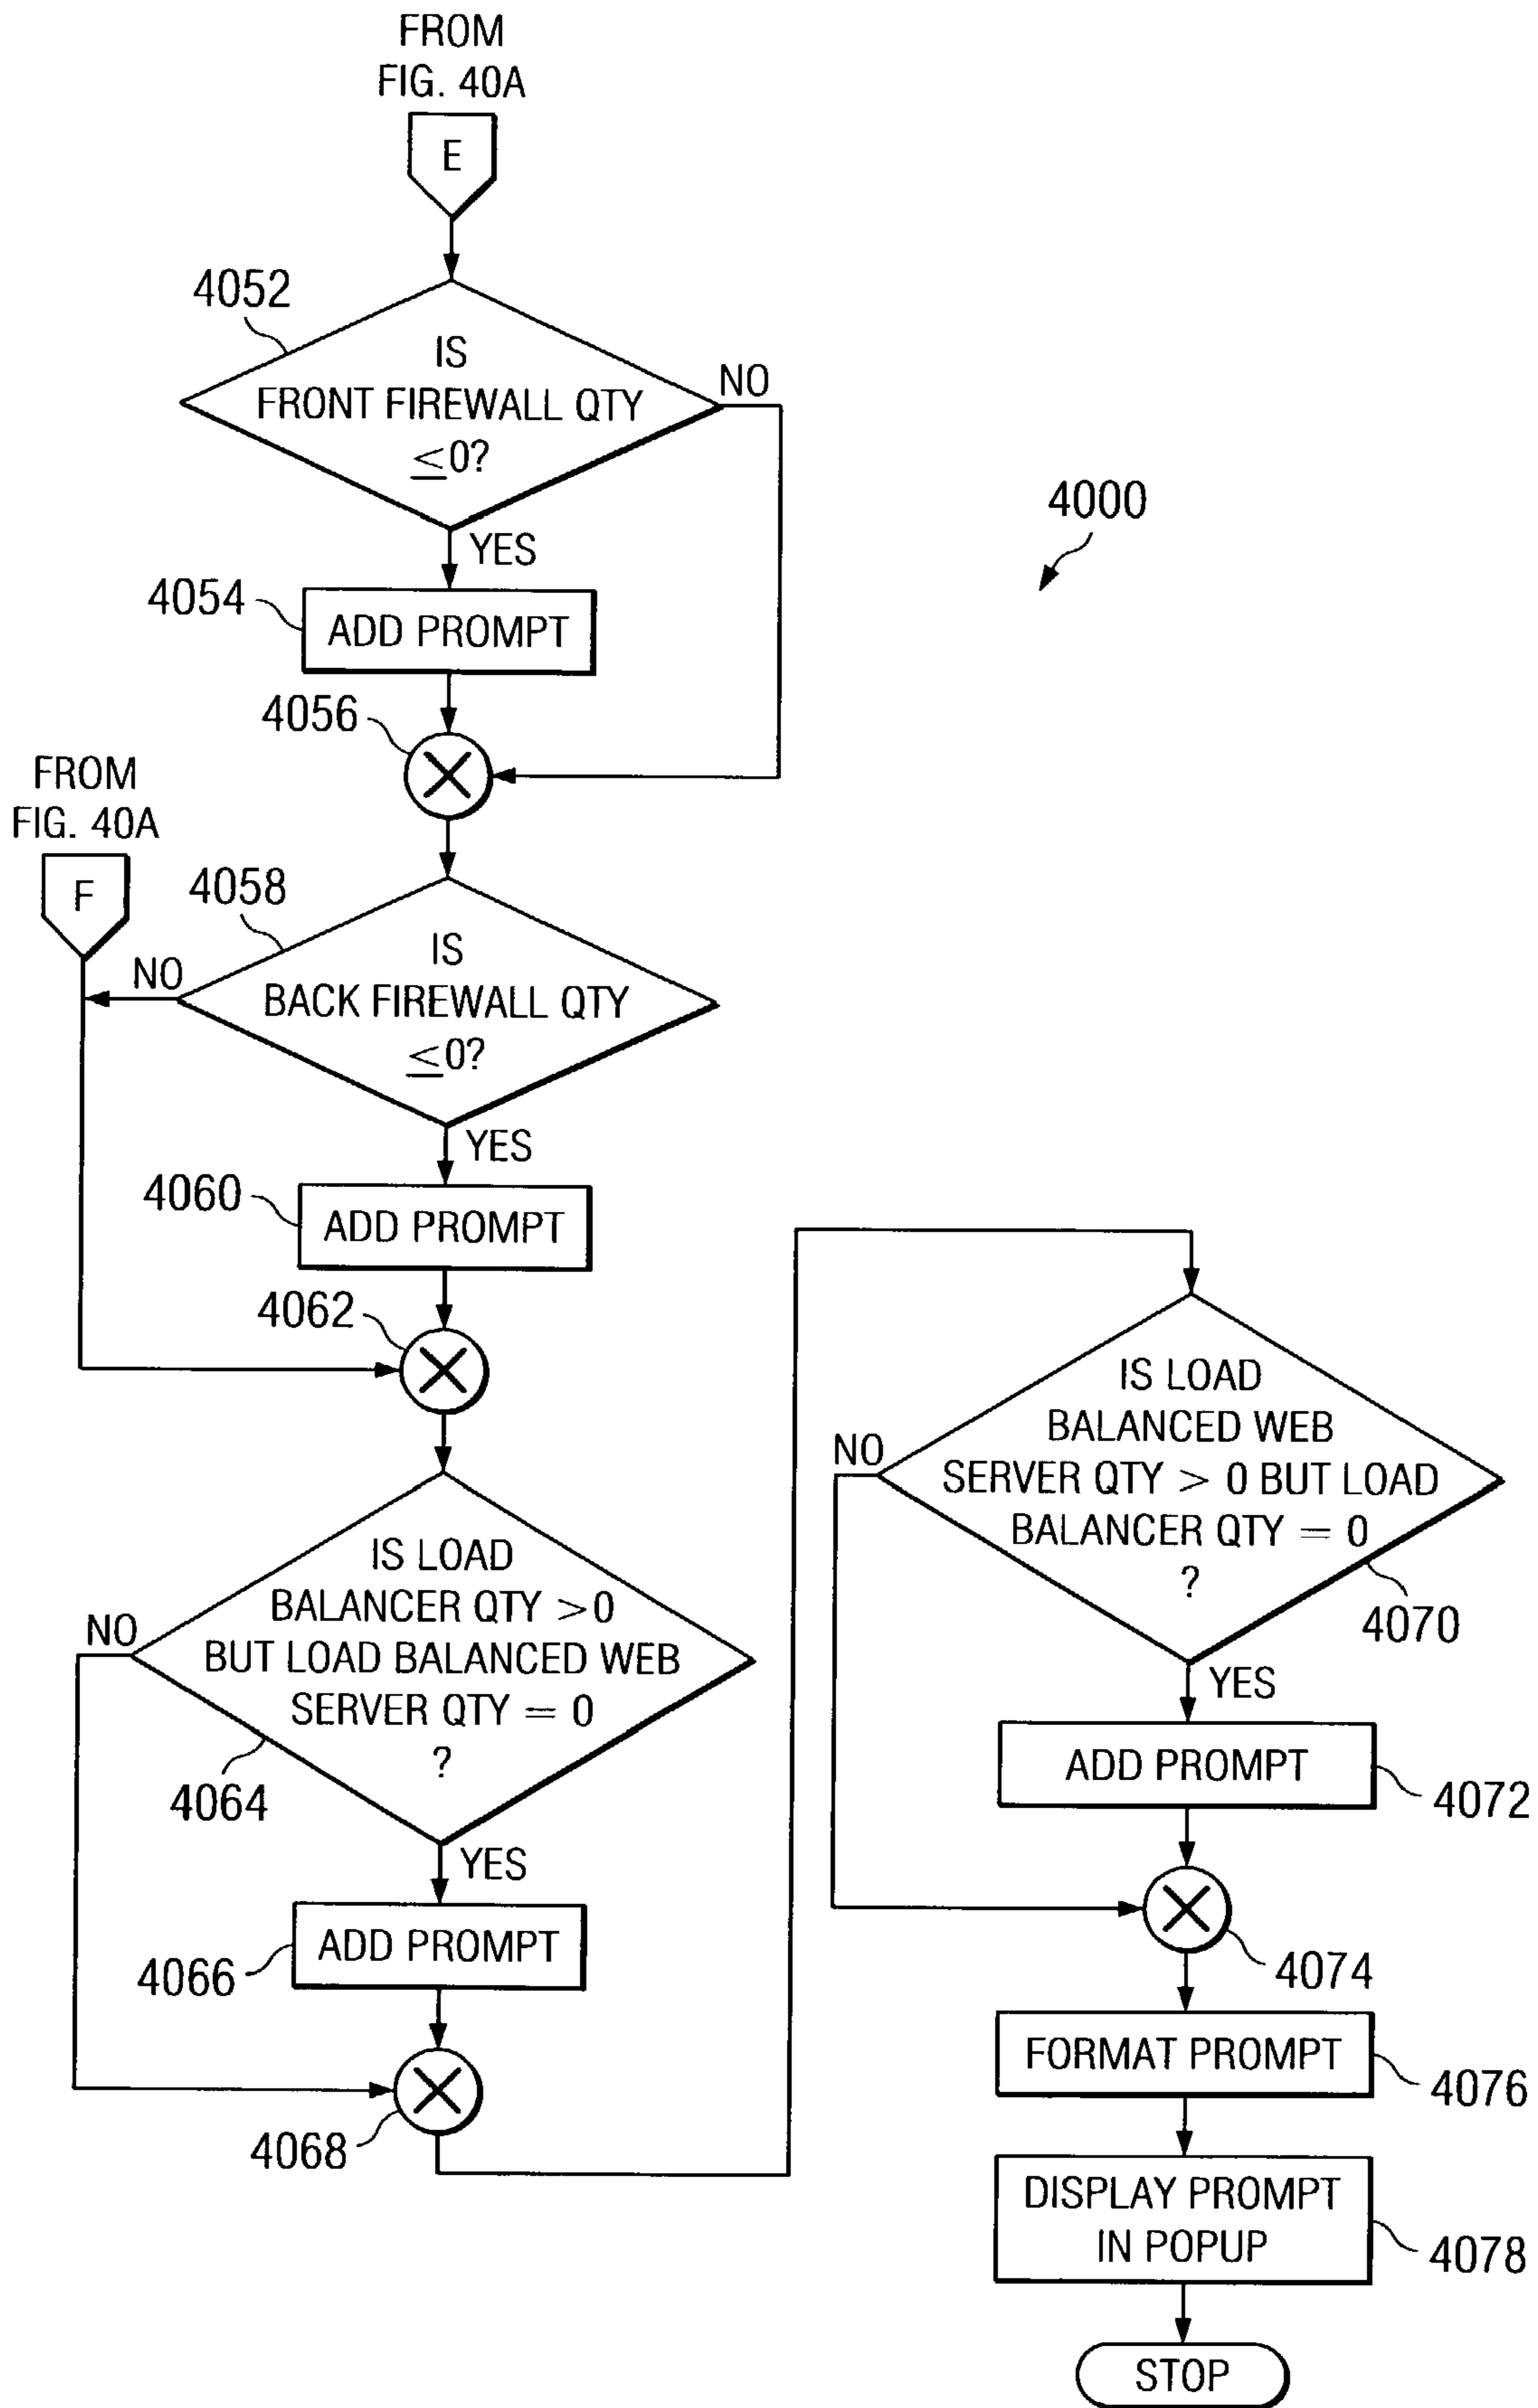 FROM
FIG. 40A
E
4052
IS
FRONT FIREWALL QTY
≤0?
NO
YES
4000
4054
ADD PROMPT
4056
FROM
FIG. 40A
F
4058
NO
IS
BACK FIREWALL QTY
≤0?
YES
4060
ADD PROMPT
4062
IS LOAD
BALANCER QTY >0
BUT LOAD BALANCED WEB
SERVER QTY = 0
?
NO
4064
YES
4066
ADD PROMPT
4068
IS LOAD
BALANCED WEB
SERVER QTY > 0 BUT LOAD
BALANCER QTY = 0
?
NO
4070
YES
ADD PROMPT
4072
4074
FORMAT PROMPT
4076
DISPLAY PROMPT
IN POPUP
4078
STOP